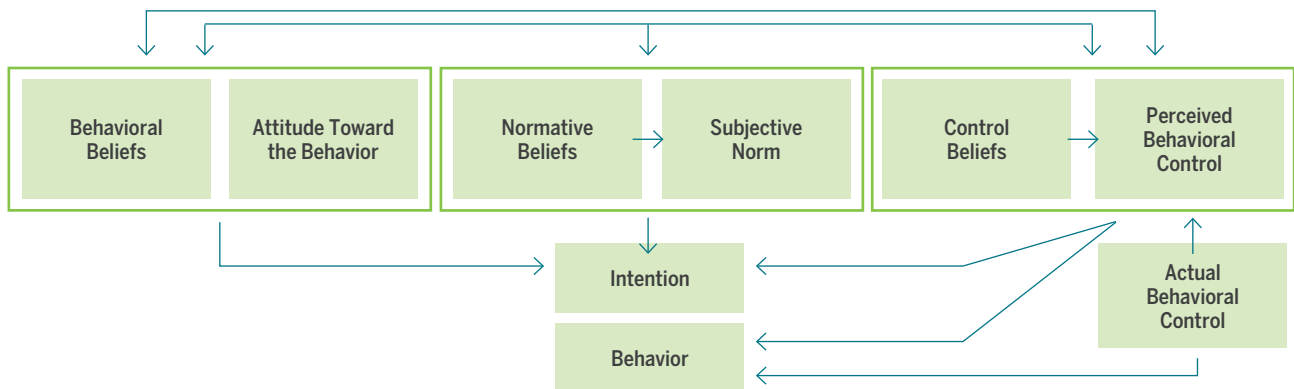 Behavioral
Beliefs
Attitude Toward
the Behavior
Normative
Beliefs
Subjective
Norm
Control
Beliefs
Perceived
Behavioral
Control
Intention
Actual
Behavioral
Control
Behavior